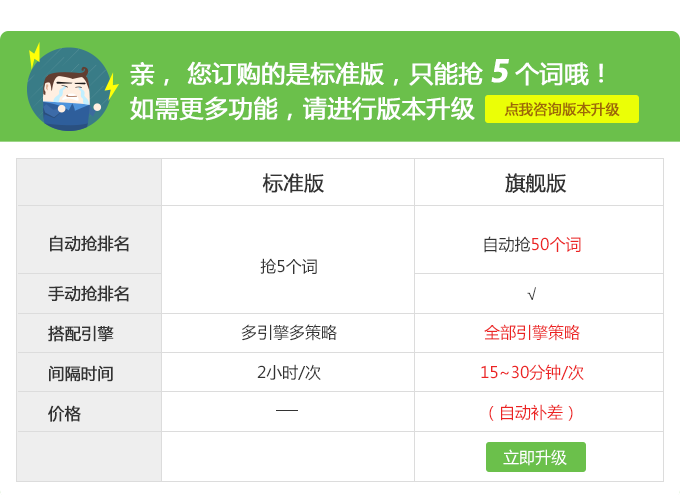 亲， 您订购的是标准版，只能抢 5 个词哦！
如需更多功能，请进行版本升级 点我咨询版本升级
标准版 旗舰版
自动抢排名 抢5个词 自动抢50个词
手动抢排名 √
搭配引擎 多引擎多策略 全部引擎策略
间隔时间 2小时/次 15~30分钟/次
价格 — （自动补差）
立即升级